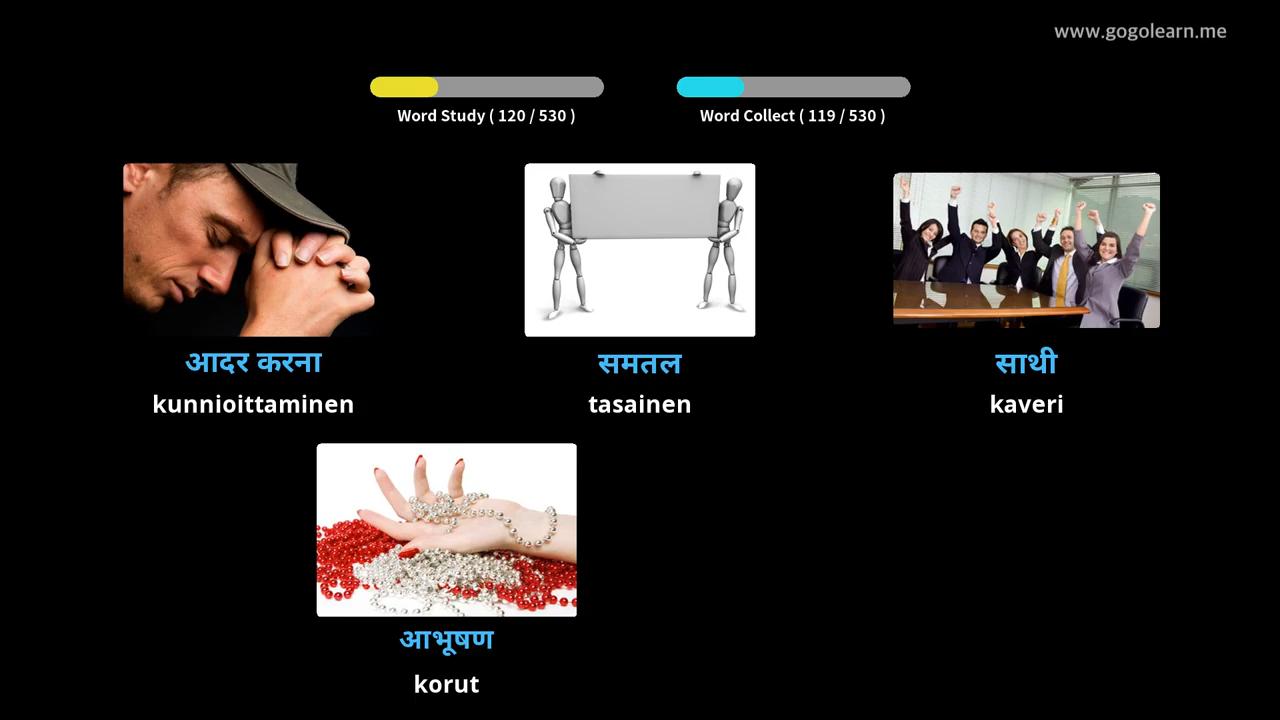 www.gogolearn.me
Word Study ( 120 / 530 )
Word Collect ( 119 / 530 )
आदर करना
kunnioittaminen
समतल
tasainen
साथी
kaveri
आभूषण
korut